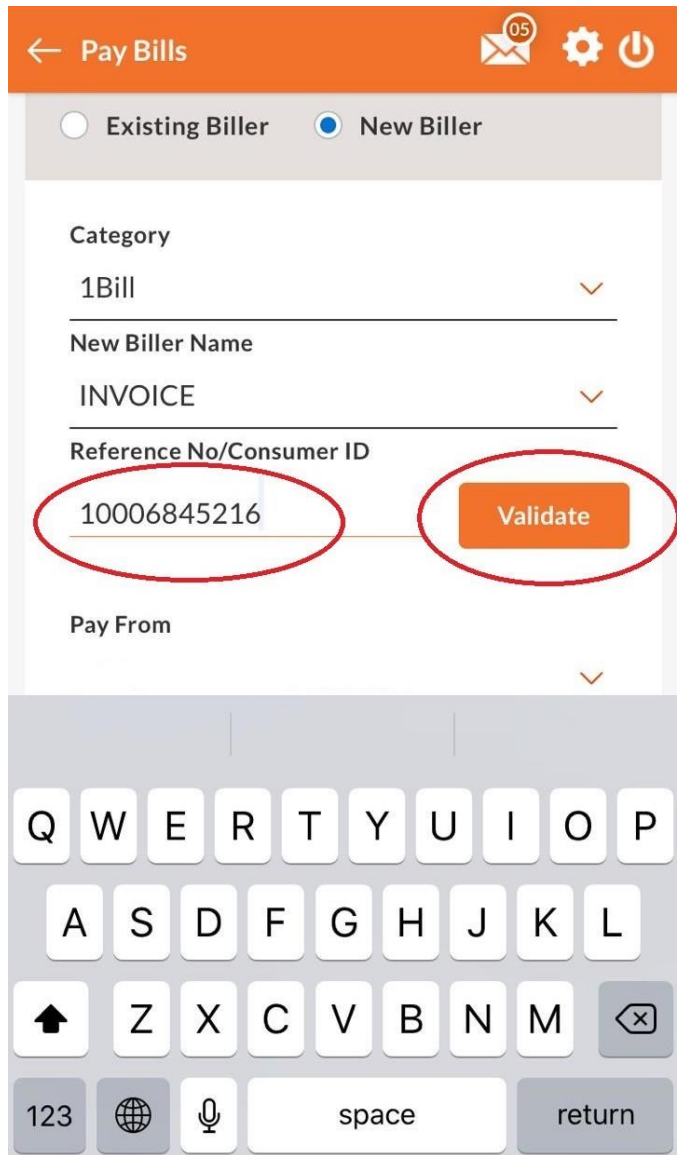 05
Pay Bills
Existing Biller New Biller
Category
1Bill
New Biller Name
INVOICE
Reference No/Consumer ID
10006845216
Validate
Pay From
Q W E R T Y U I O P
A S D F G H J K L
Z X C V B N M
123 space return